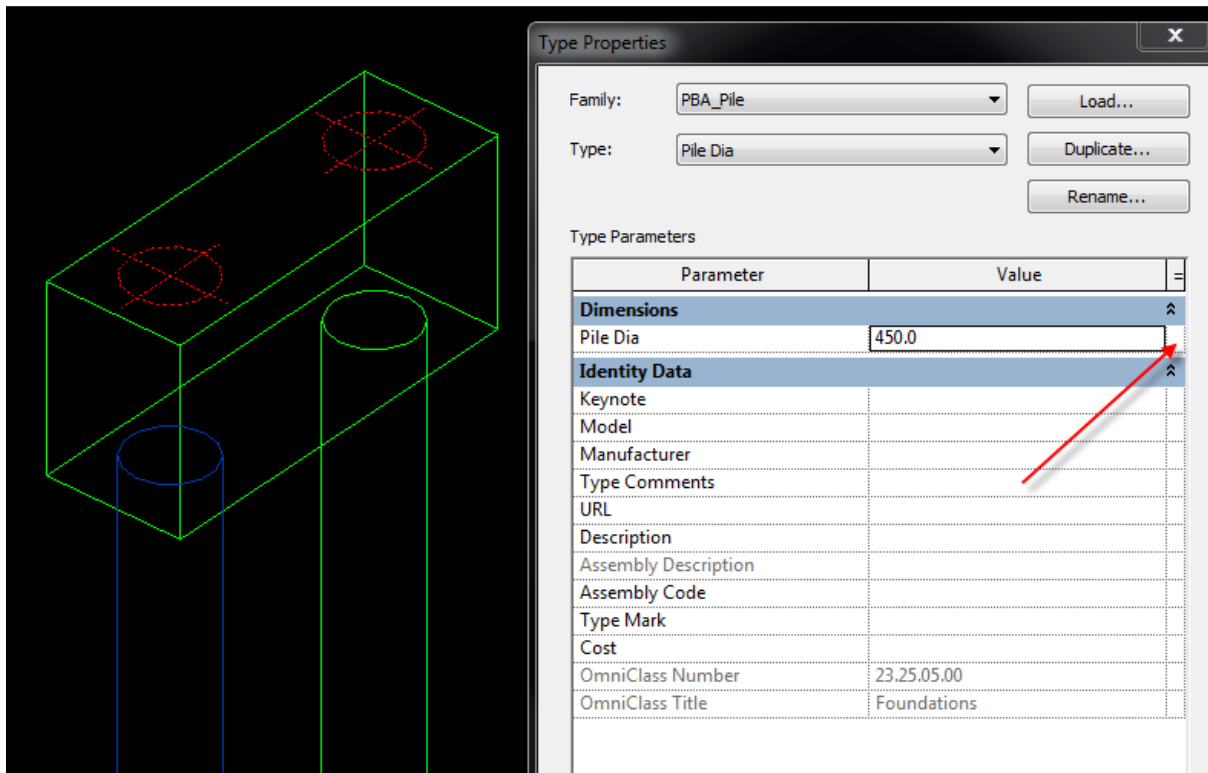 Type Properties
x
Family: PBA_Pile Load...
Type: Pile Dia Duplicate...
Rename...
Type Parameters
Parameter Value =
Dimensions
Pile Dia 450.0
Identity Data
Keynote
Model
Manufacturer
Type Comments
URL
Description
Assembly Description
Assembly Code
Type Mark
Cost
OmniClass Number 23.25.05.00
OmniClass Title Foundations